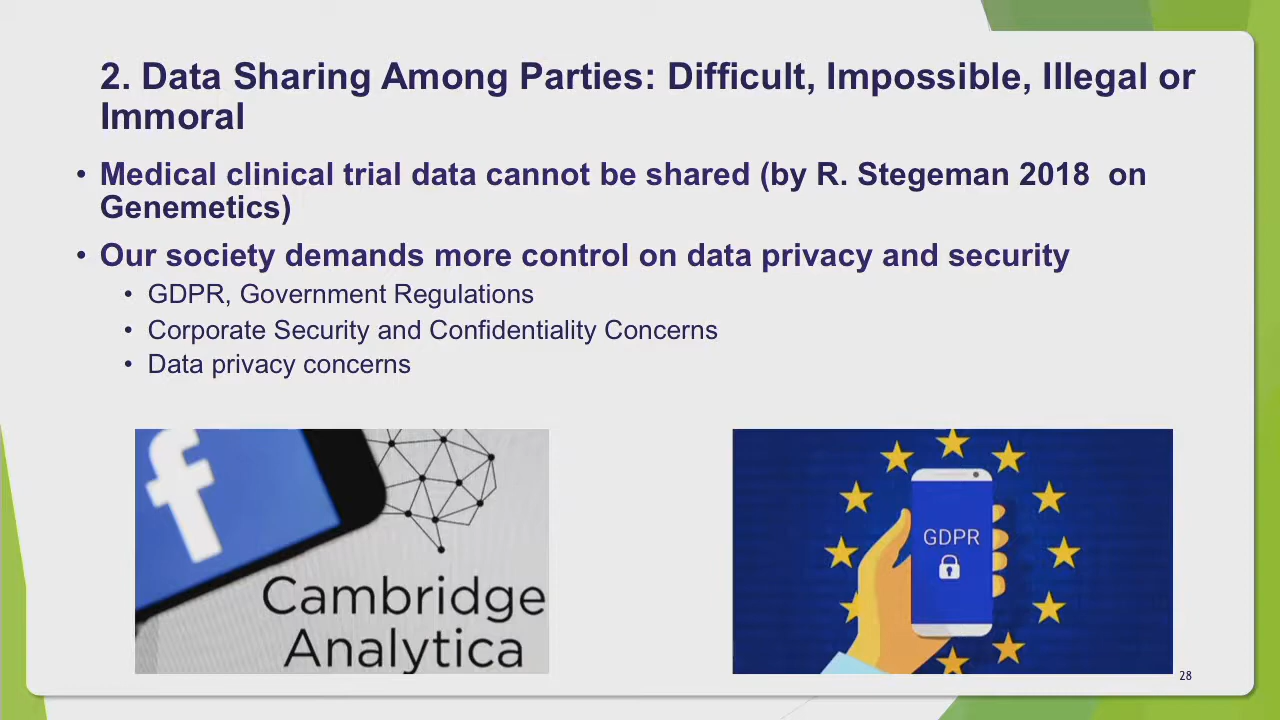 2. Data Sharing Among Parties: Difficult, Impossible, Illegal or
Immoral
• Medical clinical trial data cannot be shared (by R. Stegeman 2018  on
Genemetics)
• Our society demands more control on data privacy and security
• GDPR, Government Regulations
• Corporate Security and Confidentiality Concerns
• Data privacy concerns
f
Cambridge
Analytica
GDPR
28